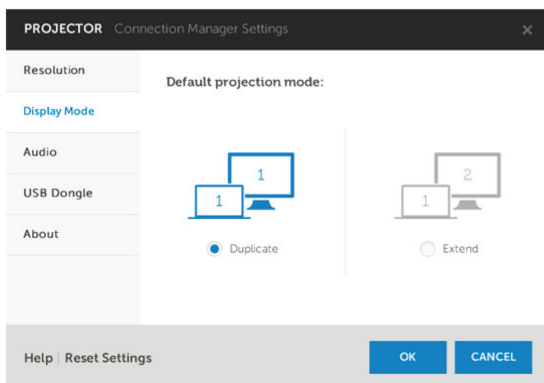 PROJECTOR Connection Manager Settings ×
Resolution
Display Mode
Audio
USB Dongle
About
Default projection mode:
1
1
Duplicate
2
1
Extend
Help | Reset Settings
OK
CANCEL